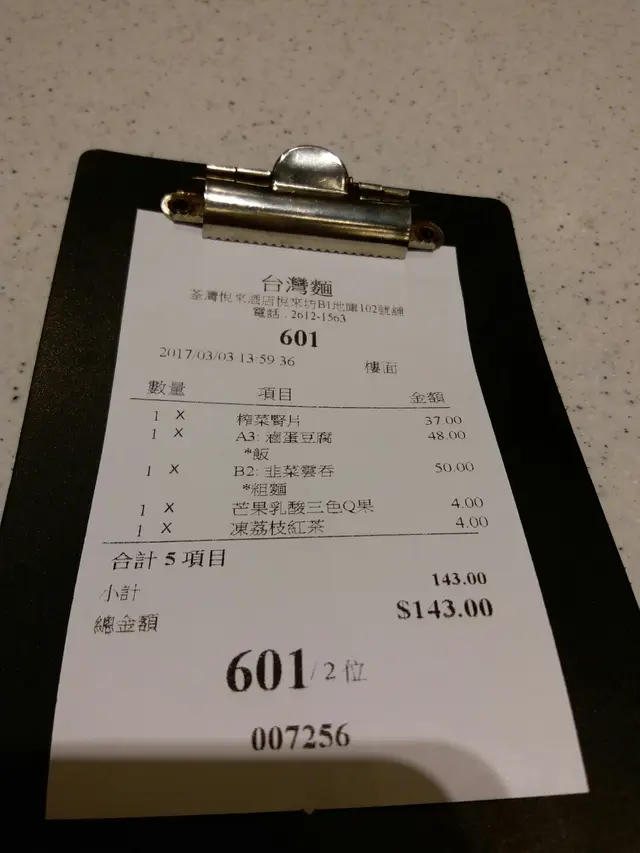 台灣麵
荃灣悅來酒店悅來坊B1地庫102號舖
電話 . 2612-1563
601
2017/03/03 13:59 36 樓面
數量 項目 金額
1 X 榨菜腎片 37.00
1 X A3: 滷蛋豆腐 48.00
*飯
1 X B2: 韭菜雲吞 50.00
*粗麵
1 X 芒果乳酸三色Q果 4.00
1 X 凍荔枝紅茶 4.00
合計 5 項目
小計 143.00
總金額 $143.00
601 / 2 位
007256